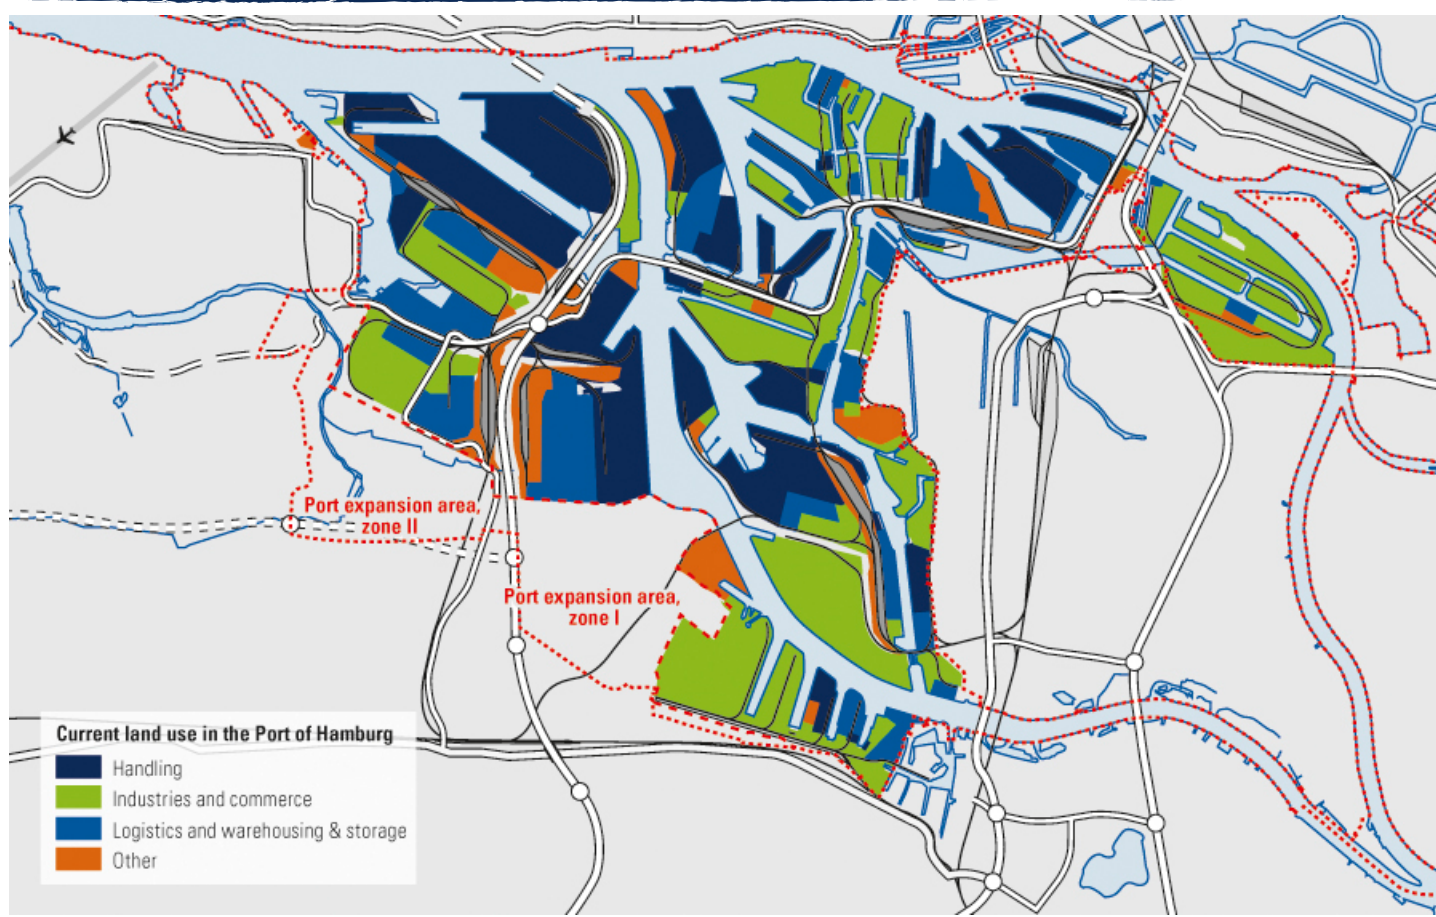 Port expansion area,
zone II
Port expansion area,
zone I
Current land use in the Port of Hamburg
Handling
Industries and commerce
Logistics and warehousing & storage
Other